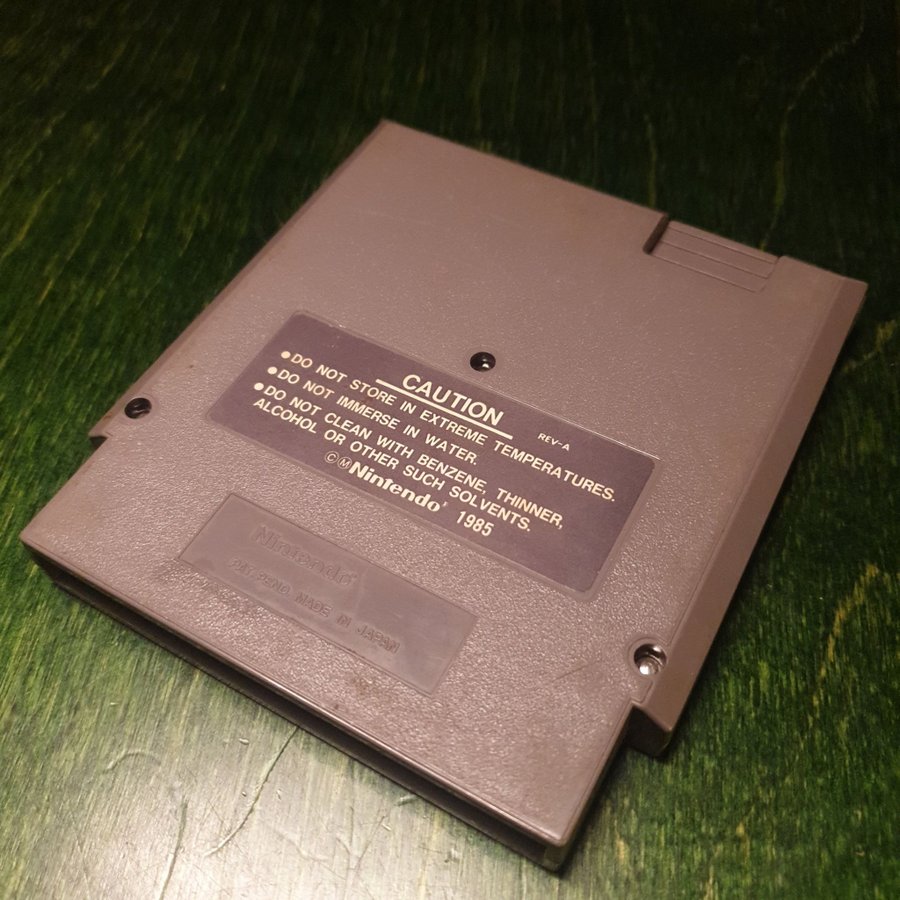 CAUTION
REV-A
•DO NOT STORE IN EXTREME TEMPERATURES.
•DO NOT IMMERSE IN WATER.
•DO NOT CLEAN WITH BENZENE, THINNER,
ALCOHOL OR OTHER SUCH SOLVENTS.
©ⓂNintendo 1985
Nintendo
MADE IN JAPAN